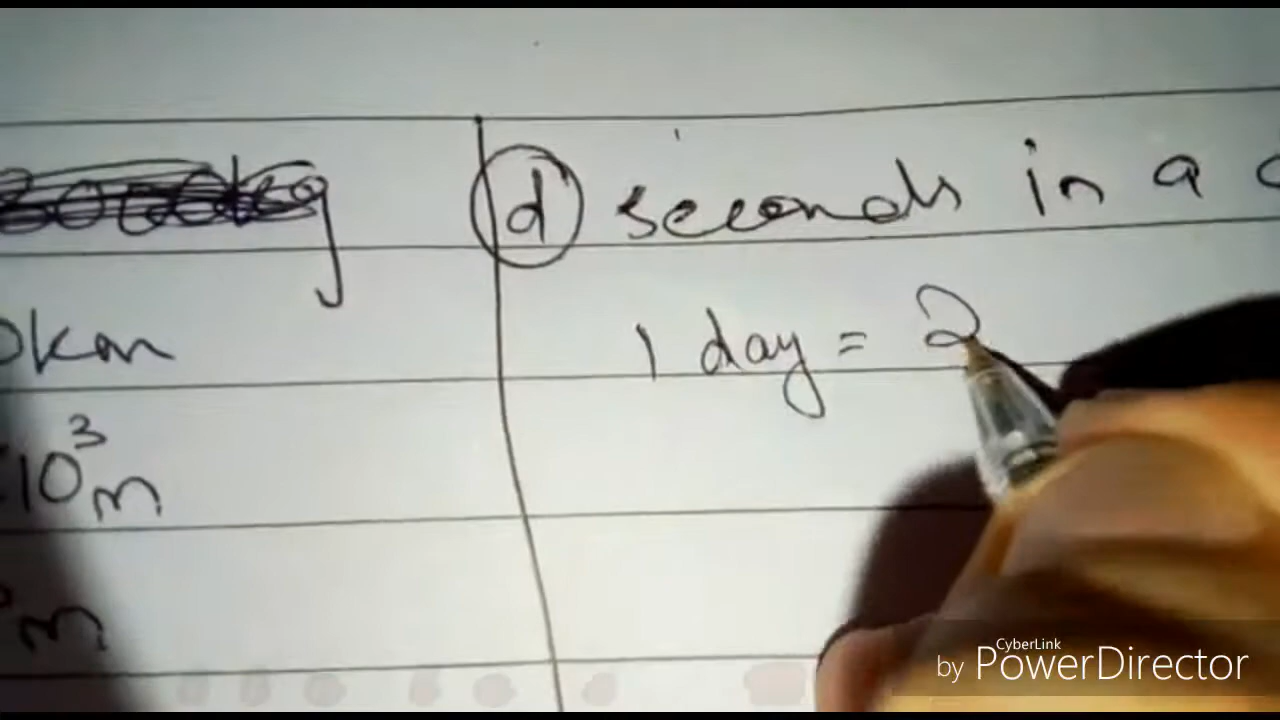 (d) seconds in a
1 day = 2
km
10³m
m
CyberLink
by PowerDirector